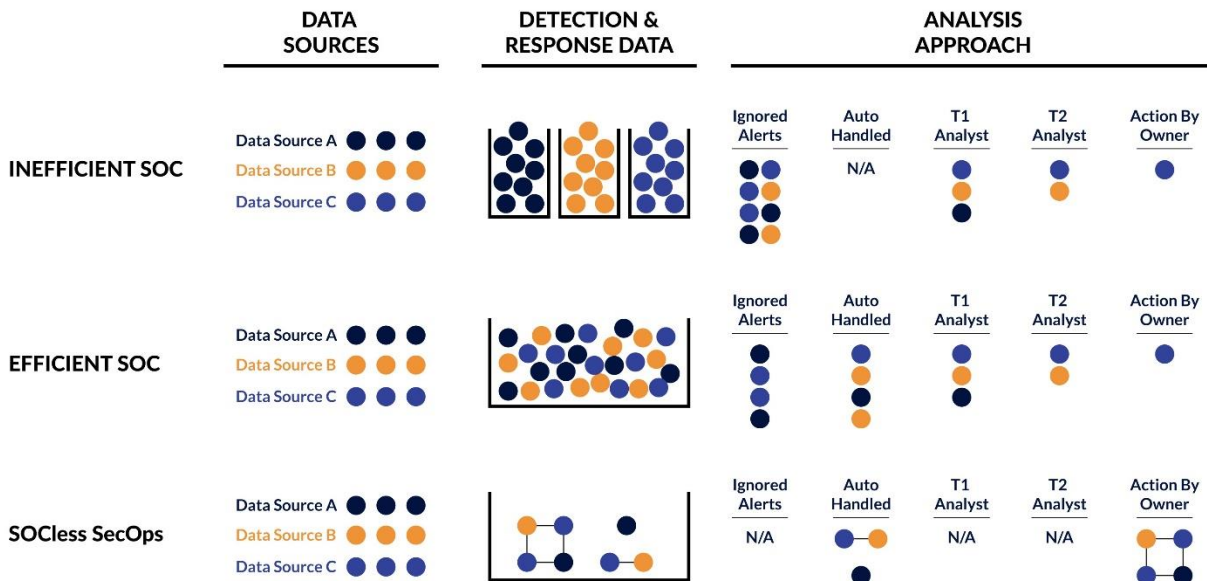 DATA
SOURCES
DETECTION &
RESPONSE DATA
ANALYSIS
APPROACH
INEFFICIENT SOC
Data Source A
Data Source B
Data Source C
Ignored
Alerts
Auto
Handled
T1
Analyst
T2
Analyst
Action By
Owner
N/A
EFFICIENT SOC
Data Source A
Data Source B
Data Source C
Ignored
Alerts
Auto
Handled
T1
Analyst
T2
Analyst
Action By
Owner
SOCless SecOps
Data Source A
Data Source B
Data Source C
Ignored
Alerts
Auto
Handled
T1
Analyst
T2
Analyst
Action By
Owner
N/A
N/A
N/A